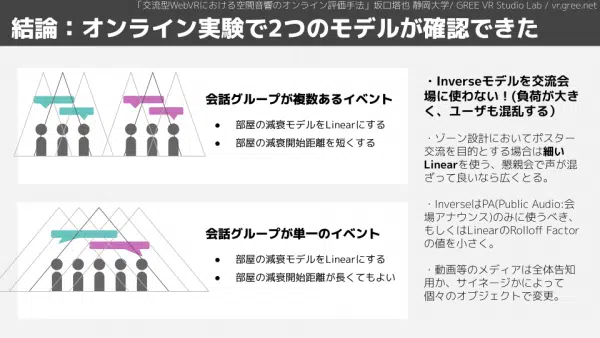 「交流型WebVRにおける空間音響のオンライン評価手法」坂口塔也 静岡大学/ GREE VR Studio Lab / vr.gree.net
結論：オンライン実験で2つのモデルが確認できた
会話グループが複数あるイベント
● 部屋の減衰モデルをLinearにする
● 部屋の減衰開始距離を短くする
会話グループが単一のイベント
● 部屋の減衰モデルをLinearにする
● 部屋の減衰開始距離が長くてもよい
・Inverseモデルを交流会
場に使わない！(負荷が大き
く、ユーザも混乱する）
・ゾーン設計においてポスター
交流を目的とする場合は細い
Linearを使う、懇親会で声が混
ざって良いなら広くとる。
・InverseはPA(Public Audio:会
場アナウンス)のみに使うべき、
もしくはLinearのRolloff Factor
の値を小さく。
・動画等のメディアは全体告知
用か、サイネージかによって
個々のオブジェクトで変更。